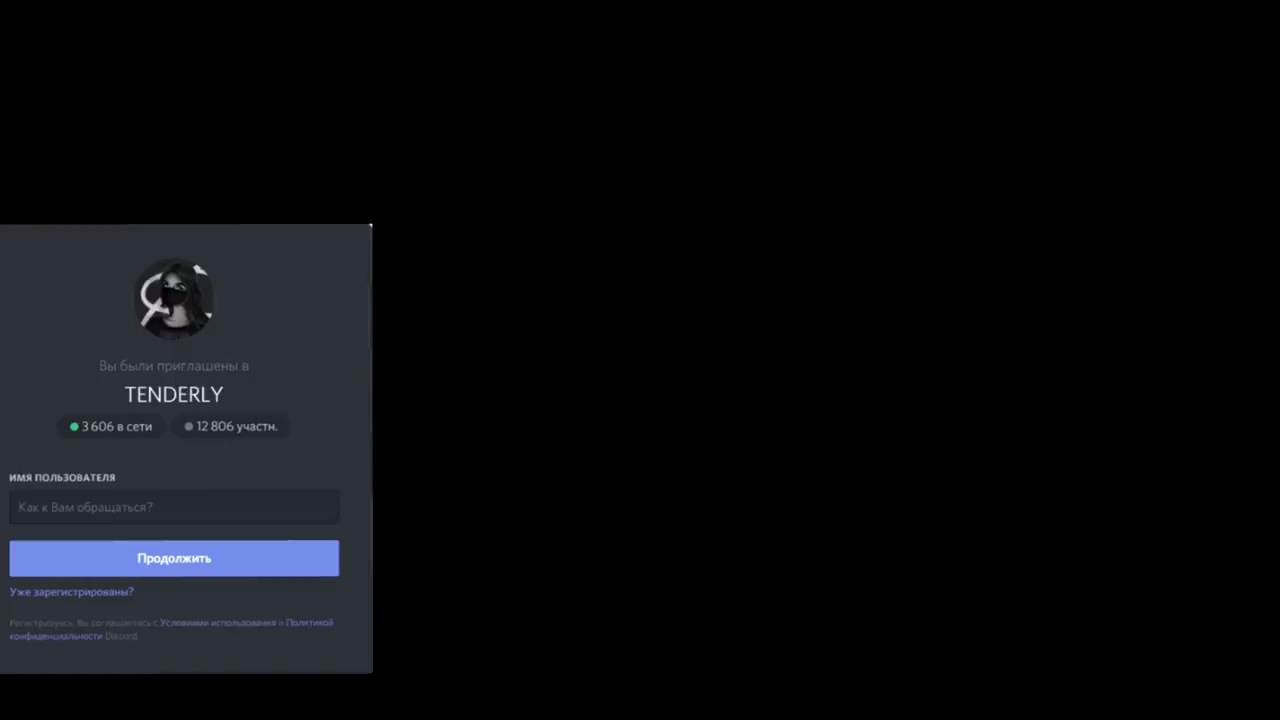 Вы были приглашены в
TENDERLY
3 606 в сети
12 806 участн.
ИМЯ ПОЛЬЗОВАТЕЛЯ
Как к Вам обращаться?
Продолжить
Уже зарегистрированы?
Регистрируясь, Вы соглашаетесь с Условиями использования и Политикой
конфиденциальности Discord.